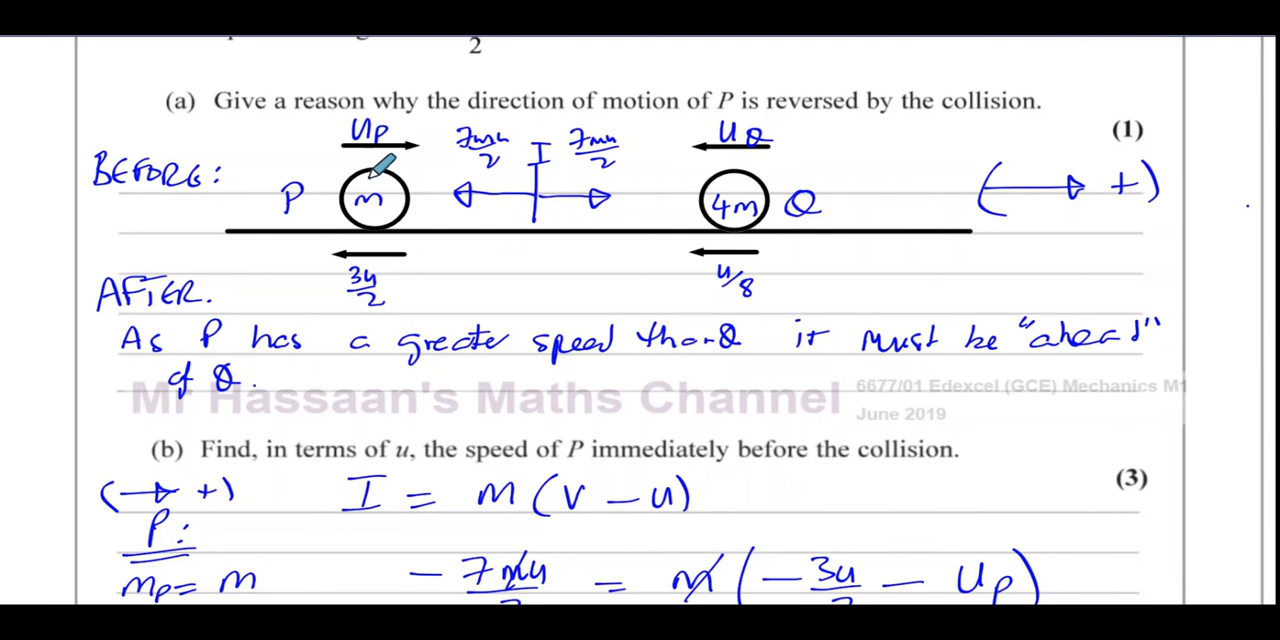 2
(a) Give a reason why the direction of motion of P is reversed by the collision.
(1)
BEFORE:
UP
7mu/2 I 7mu/2
UQ
P m
4m Q
(→ +)
AFTER.
3u/2
u/8
As P has a greater speed than Q it must be "ahead"
of Q.
Mr Hassaan's Maths Channel
6677/01 Edexcel (GCE) Mechanics M1
June 2019
(b) Find, in terms of u, the speed of P immediately before the collision.
(3)
(→ +) I = m(v - u)
P:
mp = m
- 7mu/2 = m(- 3u/2 - Up)